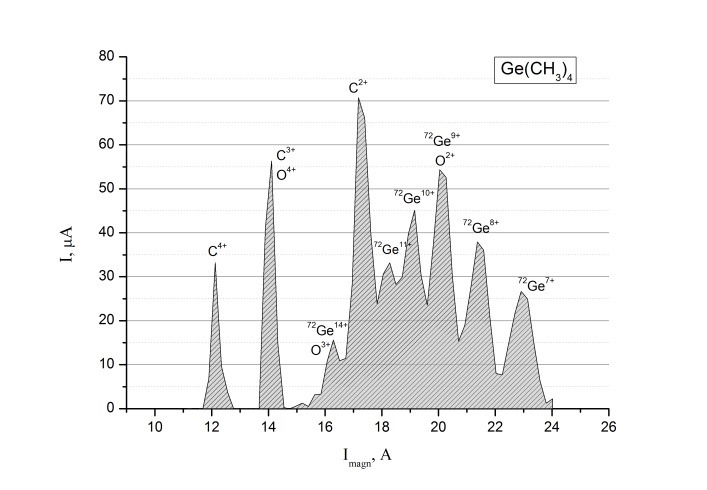 Ge(CH₃)₄
80
70
60
50
40
30
20
10
0
I, μA
C²⁺
C³⁺
O⁴⁺
C⁴⁺
⁷²Ge¹⁴⁺
O³⁺
⁷²Ge¹¹⁺
⁷²Ge¹⁰⁺
⁷²Ge⁹⁺
O²⁺
⁷²Ge⁸⁺
⁷²Ge⁷⁺
10 12 14 16 18 20 22 24 26
I magn, A